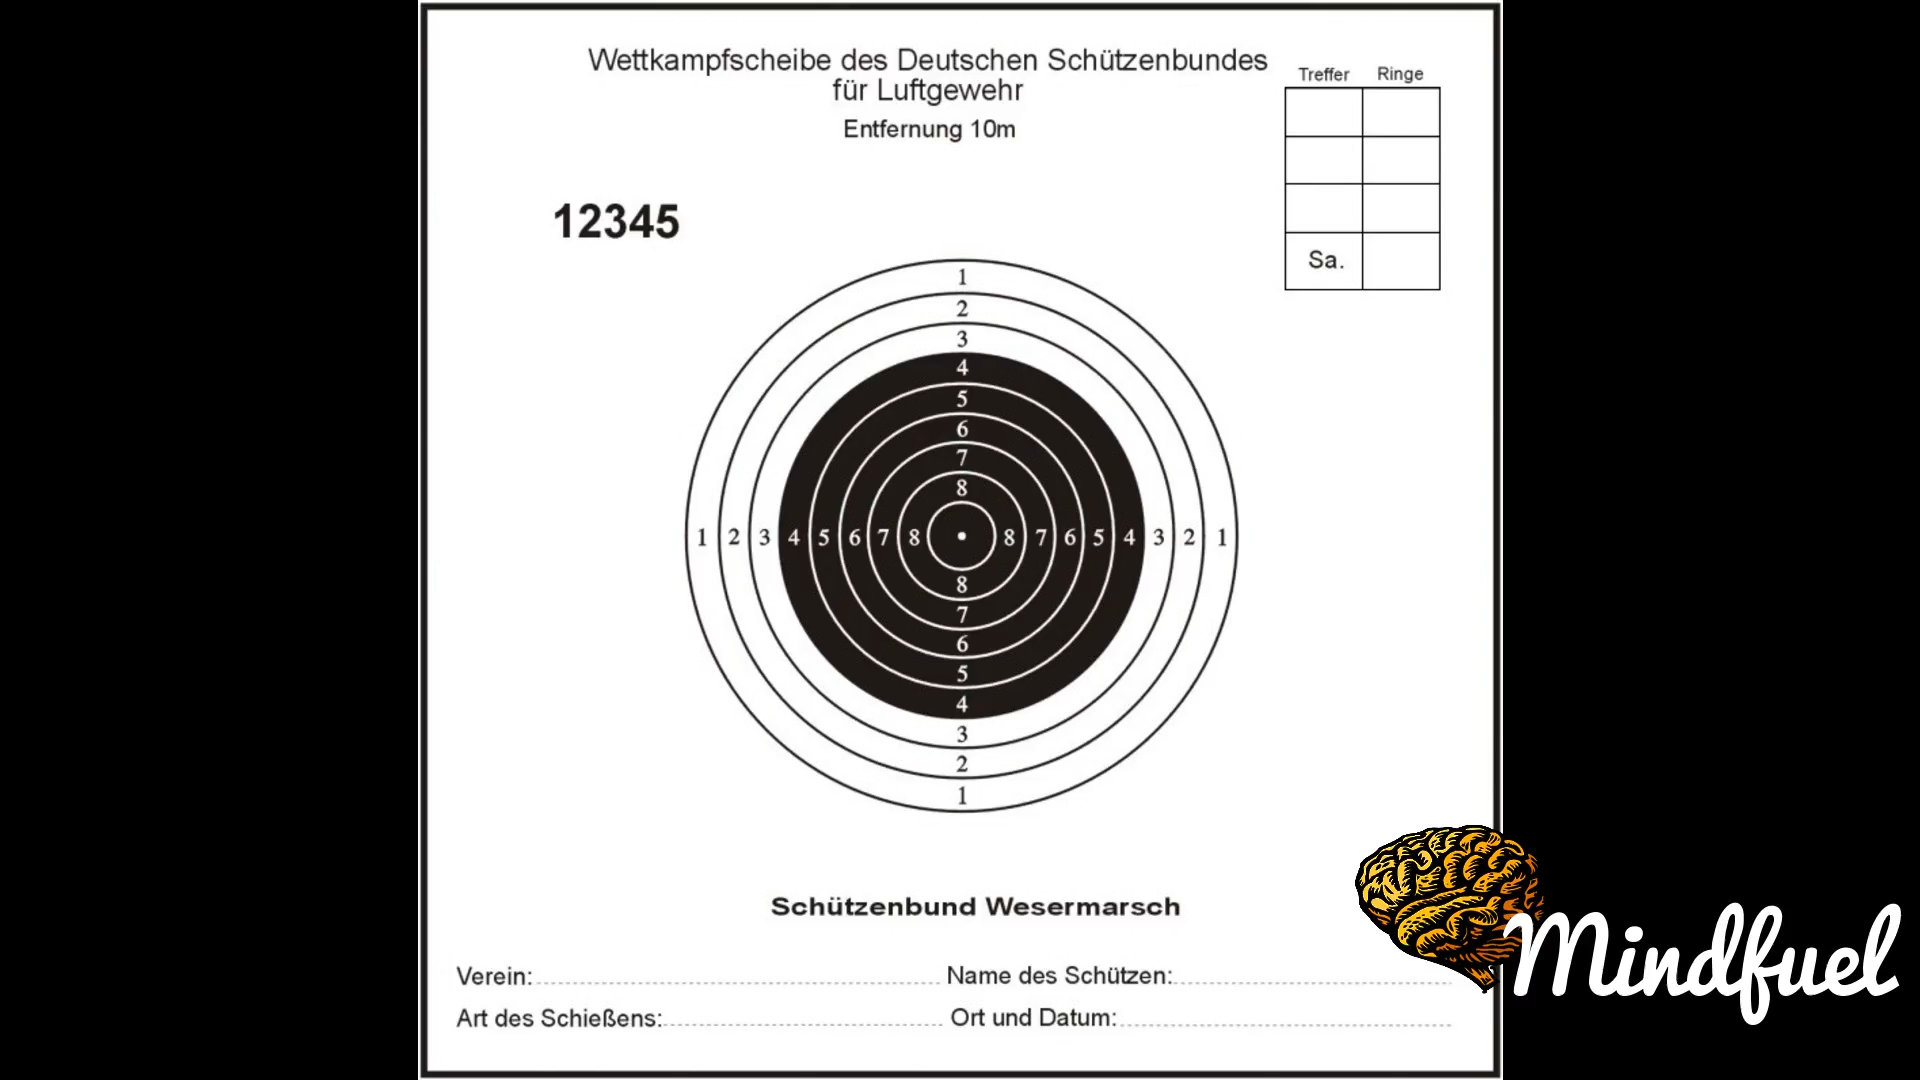 Wettkampfscheibe des Deutschen Schützenbundes
für Luftgewehr
Entfernung 10m
Treffer Ringe
Sa.
12345
1
2
3
4
5
6
7
8
1 2 3 4 5 6 7 8 8 7 6 5 4 3 2 1
8
7
6
5
4
3
2
1
Schützenbund Wesermarsch
Verein: Name des Schützen:
Art des Schießens: Ort und Datum:
Mindfuel